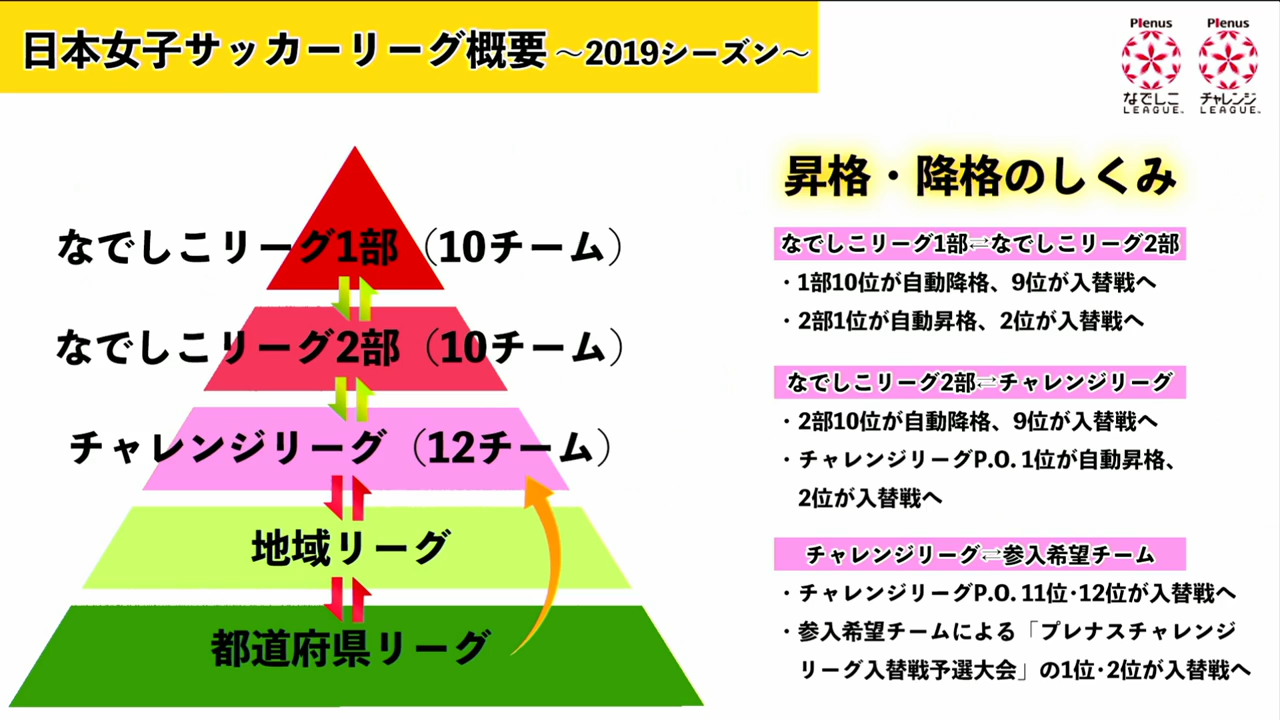 日本女子サッカーリーグ概要 ~2019シーズン~
Plenus
なでしこ
LEAGUE
Plenus
チャレンジ
LEAGUE
なでしこリーグ1部(10チーム)
なでしこリーグ2部(10チーム)
チャレンジリーグ(12チーム)
地域リーグ
都道府県リーグ
昇格・降格のしくみ
なでしこリーグ1部⇄なでしこリーグ2部
・1部10位が自動降格、9位が入替戦へ
・2部1位が自動昇格、2位が入替戦へ
なでしこリーグ2部⇄チャレンジリーグ
・2部10位が自動降格、9位が入替戦へ
・チャレンジリーグP.O.1位が自動昇格、
2位が入替戦へ
チャレンジリーグ⇄参入希望チーム
・チャレンジリーグP.O.11位・12位が入替戦へ
・参入希望チームによる「プレナスチャレンジ
リーグ入替戦予選大会」の1位・2位が入替戦へ